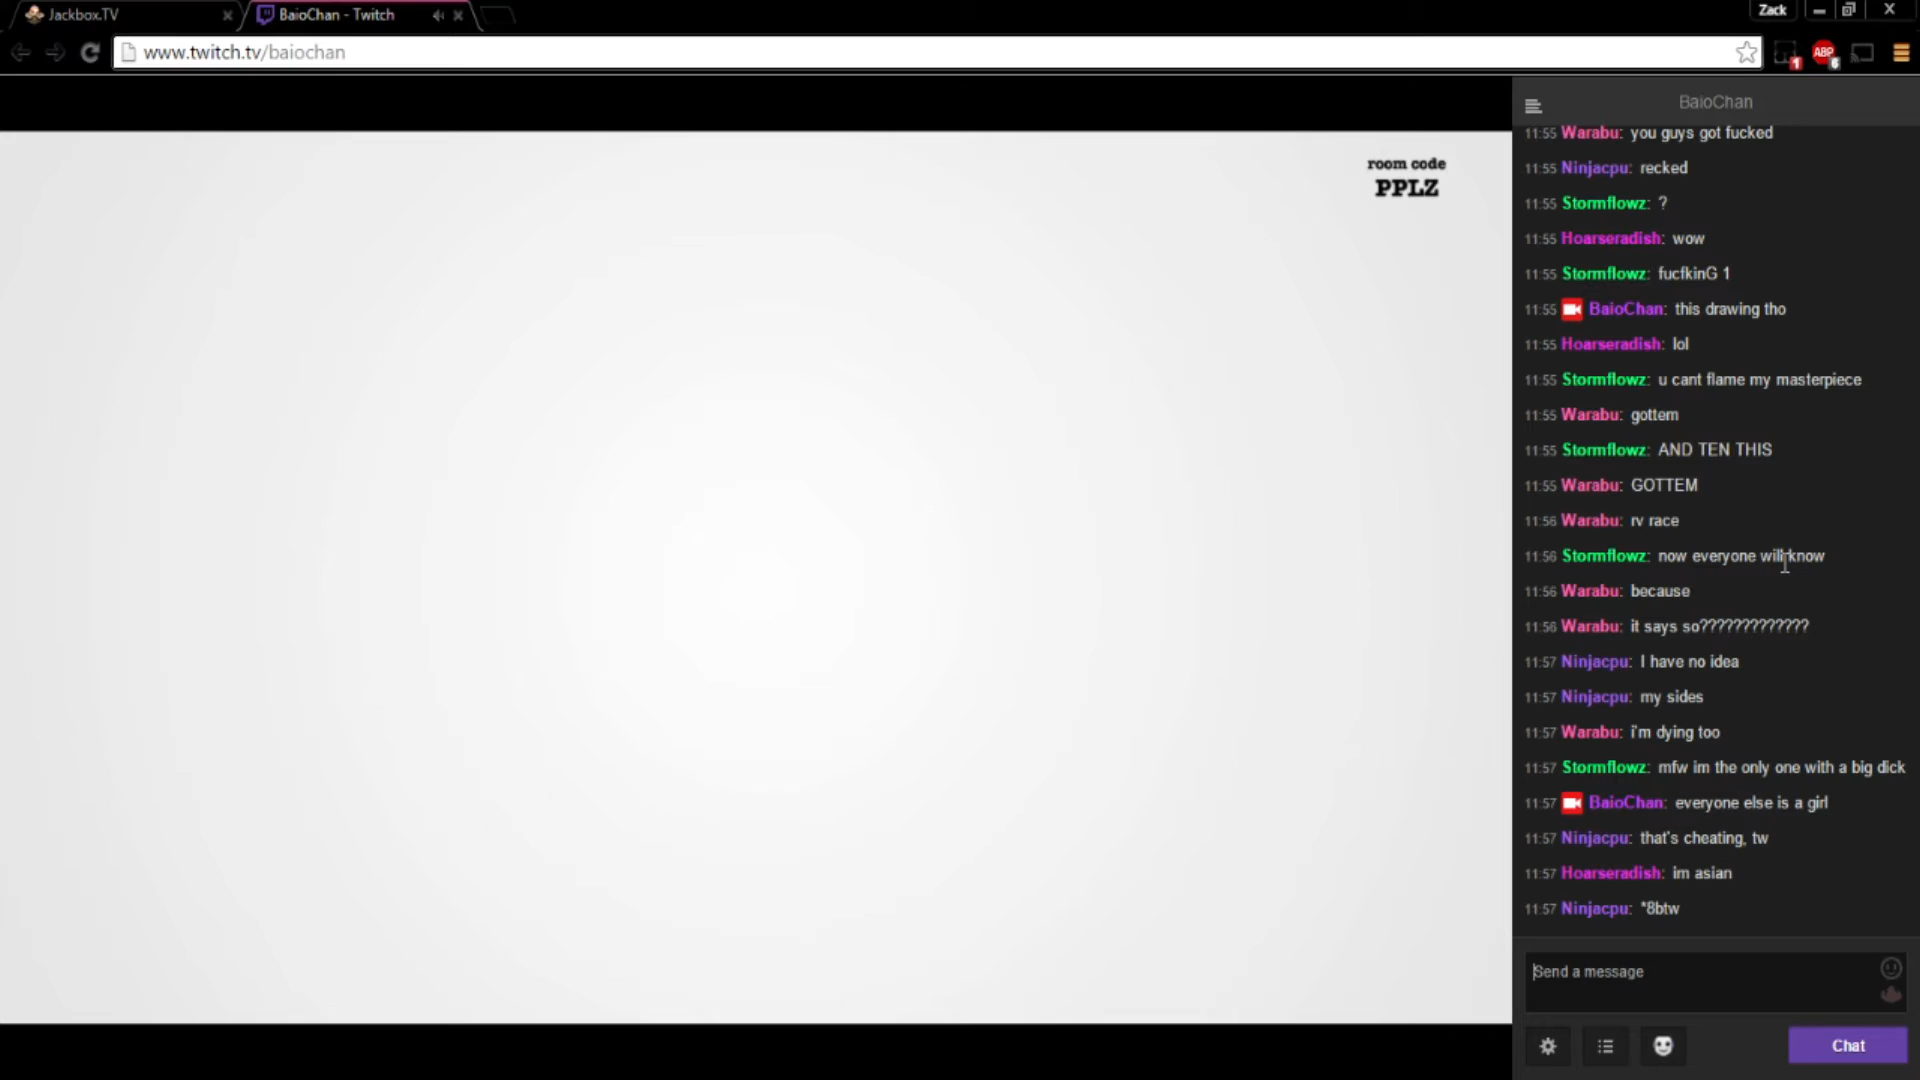 Jackbox.TV
BaioChan - Twitch
Zack
www.twitch.tv/baiochan
1
ABP
6
room code
PPLZ
BaioChan
11:55 Warabu: you guys got fucked
11:55 Ninjacpu: recked
11:55 Stormflowz: ?
11:55 Hoarseradish: wow
11:55 Stormflowz: fucfkinG 1
11:55 BaioChan: this drawing tho
11:55 Hoarseradish: lol
11:55 Stormflowz: u cant flame my masterpiece
11:55 Warabu: gottem
11:55 Stormflowz: AND TEN THIS
11:55 Warabu: GOTTEM
11:56 Warabu: rv race
11:56 Stormflowz: now everyone will know
11:56 Warabu: because
11:56 Warabu: it says so?????????????
11:57 Ninjacpu: I have no idea
11:57 Ninjacpu: my sides
11:57 Warabu: i'm dying too
11:57 Stormflowz: mfw im the only one with a big dick
11:57 BaioChan: everyone else is a girl
11:57 Ninjacpu: that's cheating, tw
11:57 Hoarseradish: im asian
11:57 Ninjacpu: *8btw
Send a message
Chat